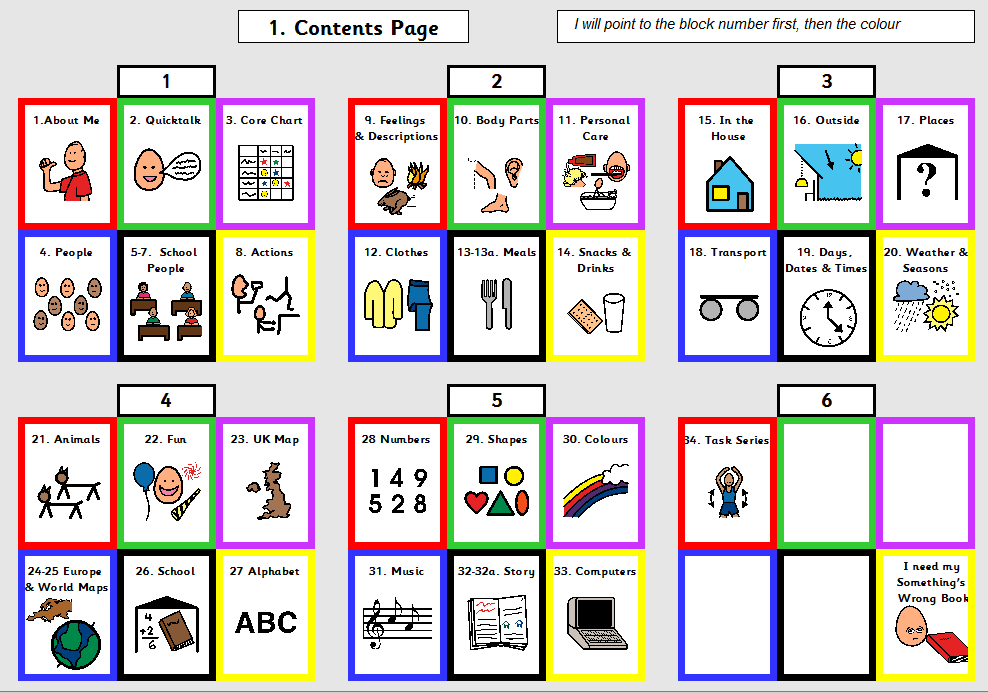 1. Contents Page
I will point to the block number first, then the colour
1
1.About Me
2. Quicktalk
3. Core Chart
4. People
5-7. School
People
8. Actions
2
9. Feelings
& Descriptions
10. Body Parts
11. Personal
Care
12. Clothes
13-13a. Meals
14. Snacks &
Drinks
3
15. In the
House
16. Outside
17. Places
?
18. Transport
19. Days,
Dates & Times
20. Weather &
Seasons
4
21. Animals
22. Fun
23. UK Map
24-25 Europe
& World Maps
26. School
4
+2
6
27 Alphabet
ABC
5
28 Numbers
1 4 9
5 2 8
29. Shapes
30. Colours
31. Music
32-32a. Story
33. Computers
6
34. Task Series
I need my
Something's
Wrong Book